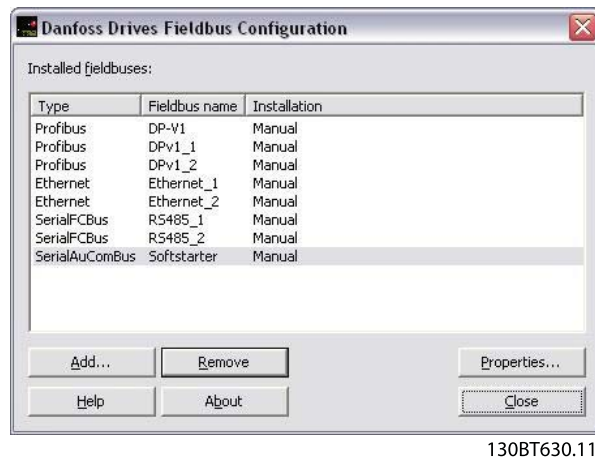 Danfoss Drives Fieldbus Configuration
Installed fieldbuses:
Type Fieldbus name Installation
Profibus DP-V1 Manual
Profibus DPv1_1 Manual
Profibus DPv1_2 Manual
Ethernet Ethernet_1 Manual
Ethernet Ethernet_2 Manual
SerialFCBus RS485_1 Manual
SerialFCBus RS485_2 Manual
SerialAuComBus Softstarter Manual
Add... Remove Properties...
Help About Close
130BT630.11